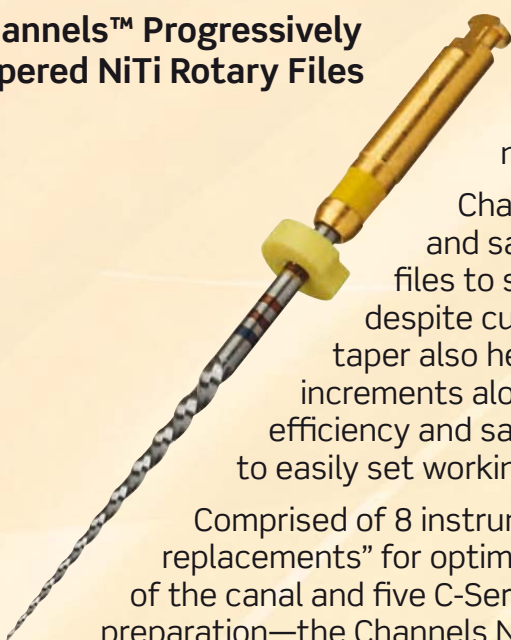 annels™ Progressively
pered NiTi Rotary Files
Cha
and sa
files to s
despite cu
taper also he
increments alo
efficiency and sa
to easily set workin
Comprised of 8 instru
replacements” for optim
of the canal and five C-Ser
preparation—the Channels N